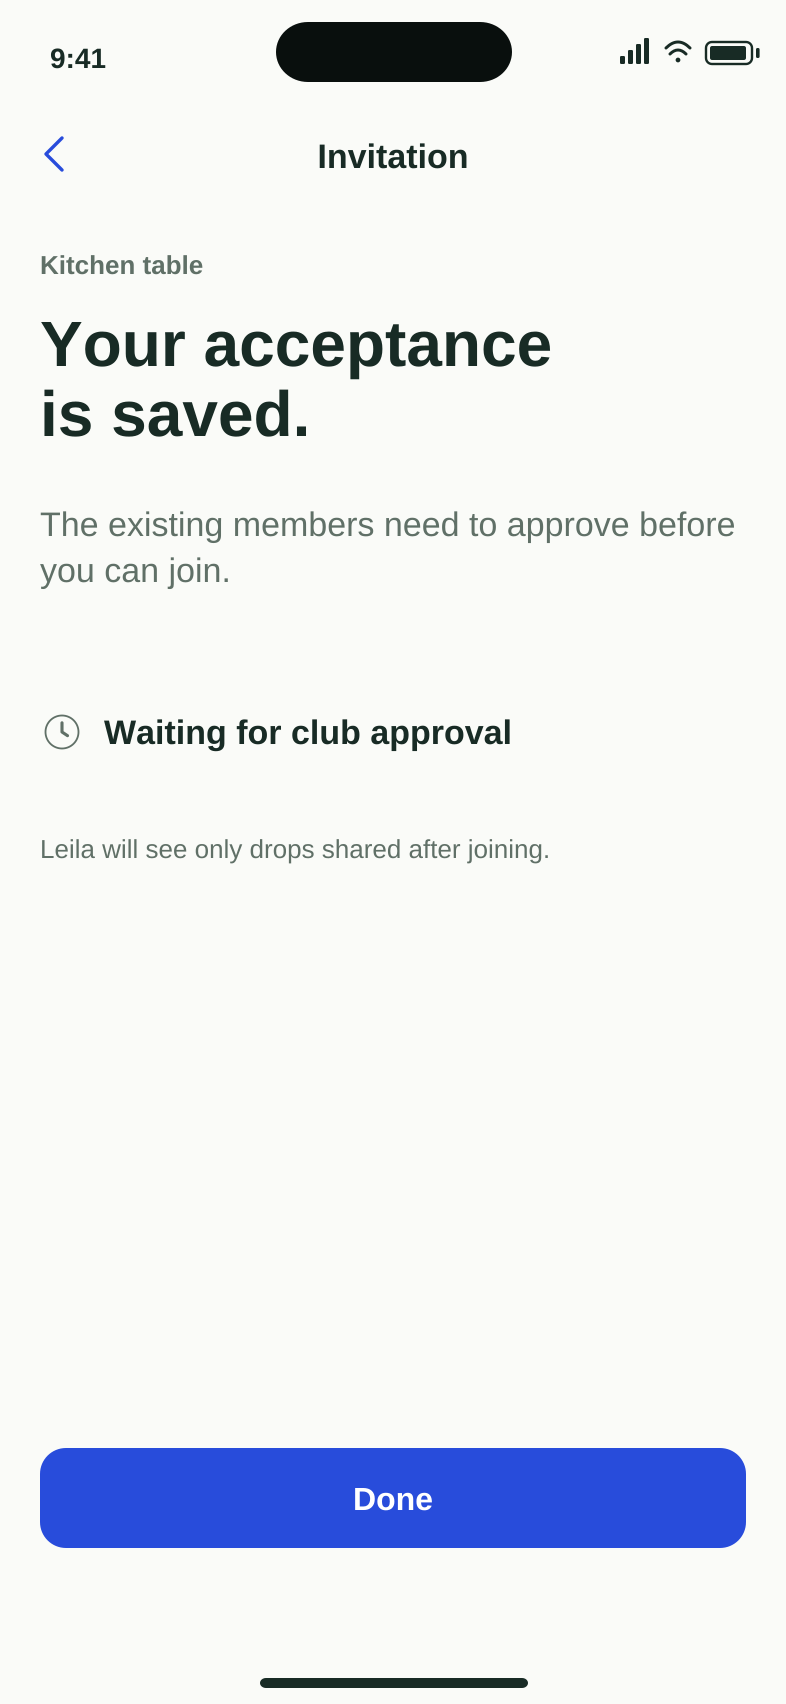 9:41
Invitation
Kitchen table
Your acceptance
is saved.
The existing members need to approve before
you can join.
Waiting for club approval
Leila will see only drops shared after joining.
Done